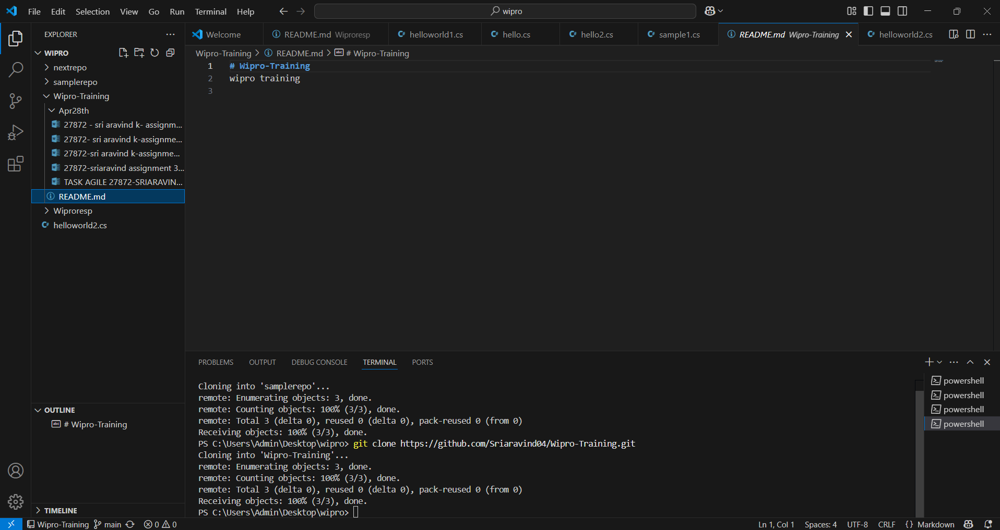 File Edit Selection View Go Run Terminal Help
wipro
EXPLORER
WIPRO
nextrepo
samplerepo
Wipro-Training
Apr28th
27872 - sri aravind k- assignm...
27872- sri aravind k-assignme...
27872-sri aravind k-assignme...
27872-sriaravind assignment 3...
TASK AGILE 27872-SRIARAVIN...
README.md
Wiproresp
helloworld2.cs
OUTLINE
# Wipro-Training
TIMELINE
Welcome README.md Wiproresp helloworld1.cs hello.cs hello2.cs sample1.cs README.md Wipro-Training helloworld2.cs
Wipro-Training > README.md > # Wipro-Training
1 # Wipro-Training
2 wipro training
3
PROBLEMS OUTPUT DEBUG CONSOLE TERMINAL PORTS
Cloning into 'samplerepo'...
remote: Enumerating objects: 3, done.
remote: Counting objects: 100% (3/3), done.
remote: Total 3 (delta 0), reused 0 (delta 0), pack-reused 0 (from 0)
Receiving objects: 100% (3/3), done.
PS C:\Users\Admin\Desktop\wipro> git clone https://github.com/Sriaravind04/Wipro-Training.git
Cloning into 'Wipro-Training'...
remote: Enumerating objects: 3, done.
remote: Counting objects: 100% (3/3), done.
remote: Total 3 (delta 0), reused 0 (delta 0), pack-reused 0 (from 0)
Receiving objects: 100% (3/3), done.
PS C:\Users\Admin\Desktop\wipro>
powershell
powershell
powershell
powershell
Wipro-Training main 0 0 Ln 1, Col 1 Spaces: 4 UTF-8 CRLF {} Markdown